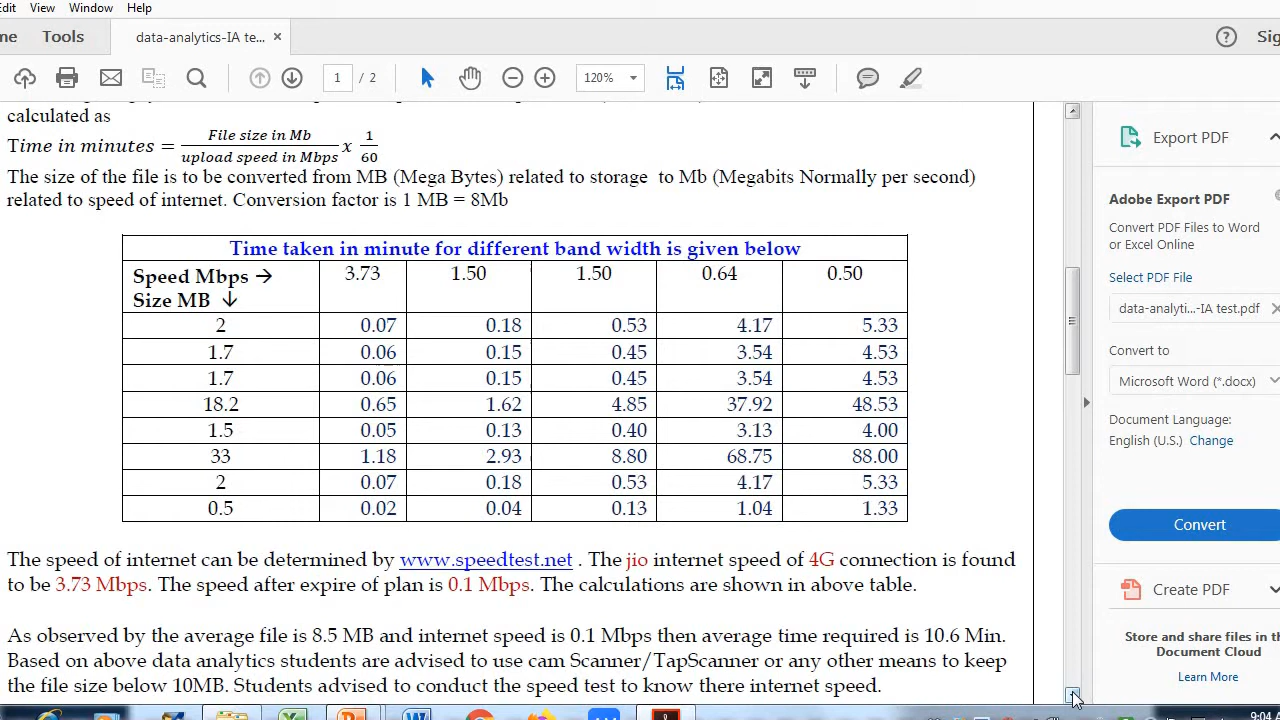 Edit View Window Help
me Tools data-analytics-IA te... × Sig
1 / 2 120%
calculated as
Time in minutes = File size in Mb / upload speed in Mbps x 1/60
The size of the file is to be converted from MB (Mega Bytes) related to storage to Mb (Megabits Normally per second)
related to speed of internet. Conversion factor is 1 MB = 8Mb
Time taken in minute for different band width is given below
Speed Mbps → 3.73 1.50 1.50 0.64 0.50
Size MB ↓
2 0.07 0.18 0.53 4.17 5.33
1.7 0.06 0.15 0.45 3.54 4.53
1.7 0.06 0.15 0.45 3.54 4.53
18.2 0.65 1.62 4.85 37.92 48.53
1.5 0.05 0.13 0.40 3.13 4.00
33 1.18 2.93 8.80 68.75 88.00
2 0.07 0.18 0.53 4.17 5.33
0.5 0.02 0.04 0.13 1.04 1.33
The speed of internet can be determined by www.speedtest.net . The jio internet speed of 4G connection is found
to be 3.73 Mbps. The speed after expire of plan is 0.1 Mbps. The calculations are shown in above table.
As observed by the average file is 8.5 MB and internet speed is 0.1 Mbps then average time required is 10.6 Min.
Based on above data analytics students are advised to use cam Scanner/TapScanner or any other means to keep
the file size below 10MB. Students advised to conduct the speed test to know there internet speed.
Export PDF
Adobe Export PDF
Convert PDF Files to Word
or Excel Online
Select PDF File
data-analyti...-IA test.pdf ×
Convert to
Microsoft Word (*.docx)
Document Language:
English (U.S.) Change
Convert
Create PDF
Store and share files in the
Document Cloud
Learn More
9:04 A